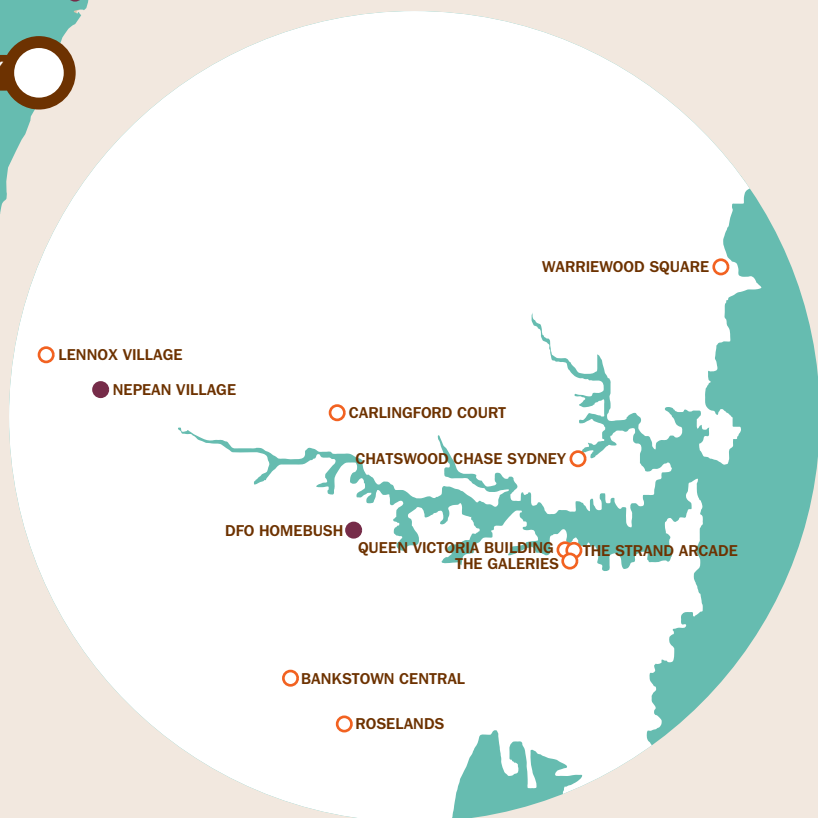 WARRIEWOOD SQUARE
LENNOX VILLAGE
NEPEAN VILLAGE
CARLINGFORD COURT
CHATSWOOD CHASE SYDNEY
DFO HOMEBUSH
QUEEN VICTORIA BUILDING
THE STRAND ARCADE
THE GALERIES
BANKSTOWN CENTRAL
ROSELANDS